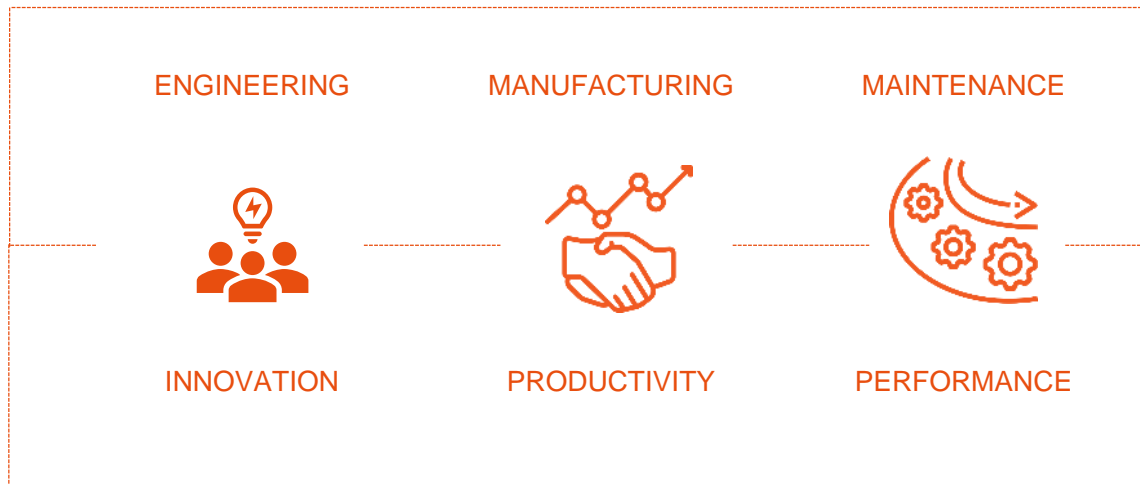 ENGINEERING
MANUFACTURING
MAINTENANCE
INNOVATION
PRODUCTIVITY
PERFORMANCE